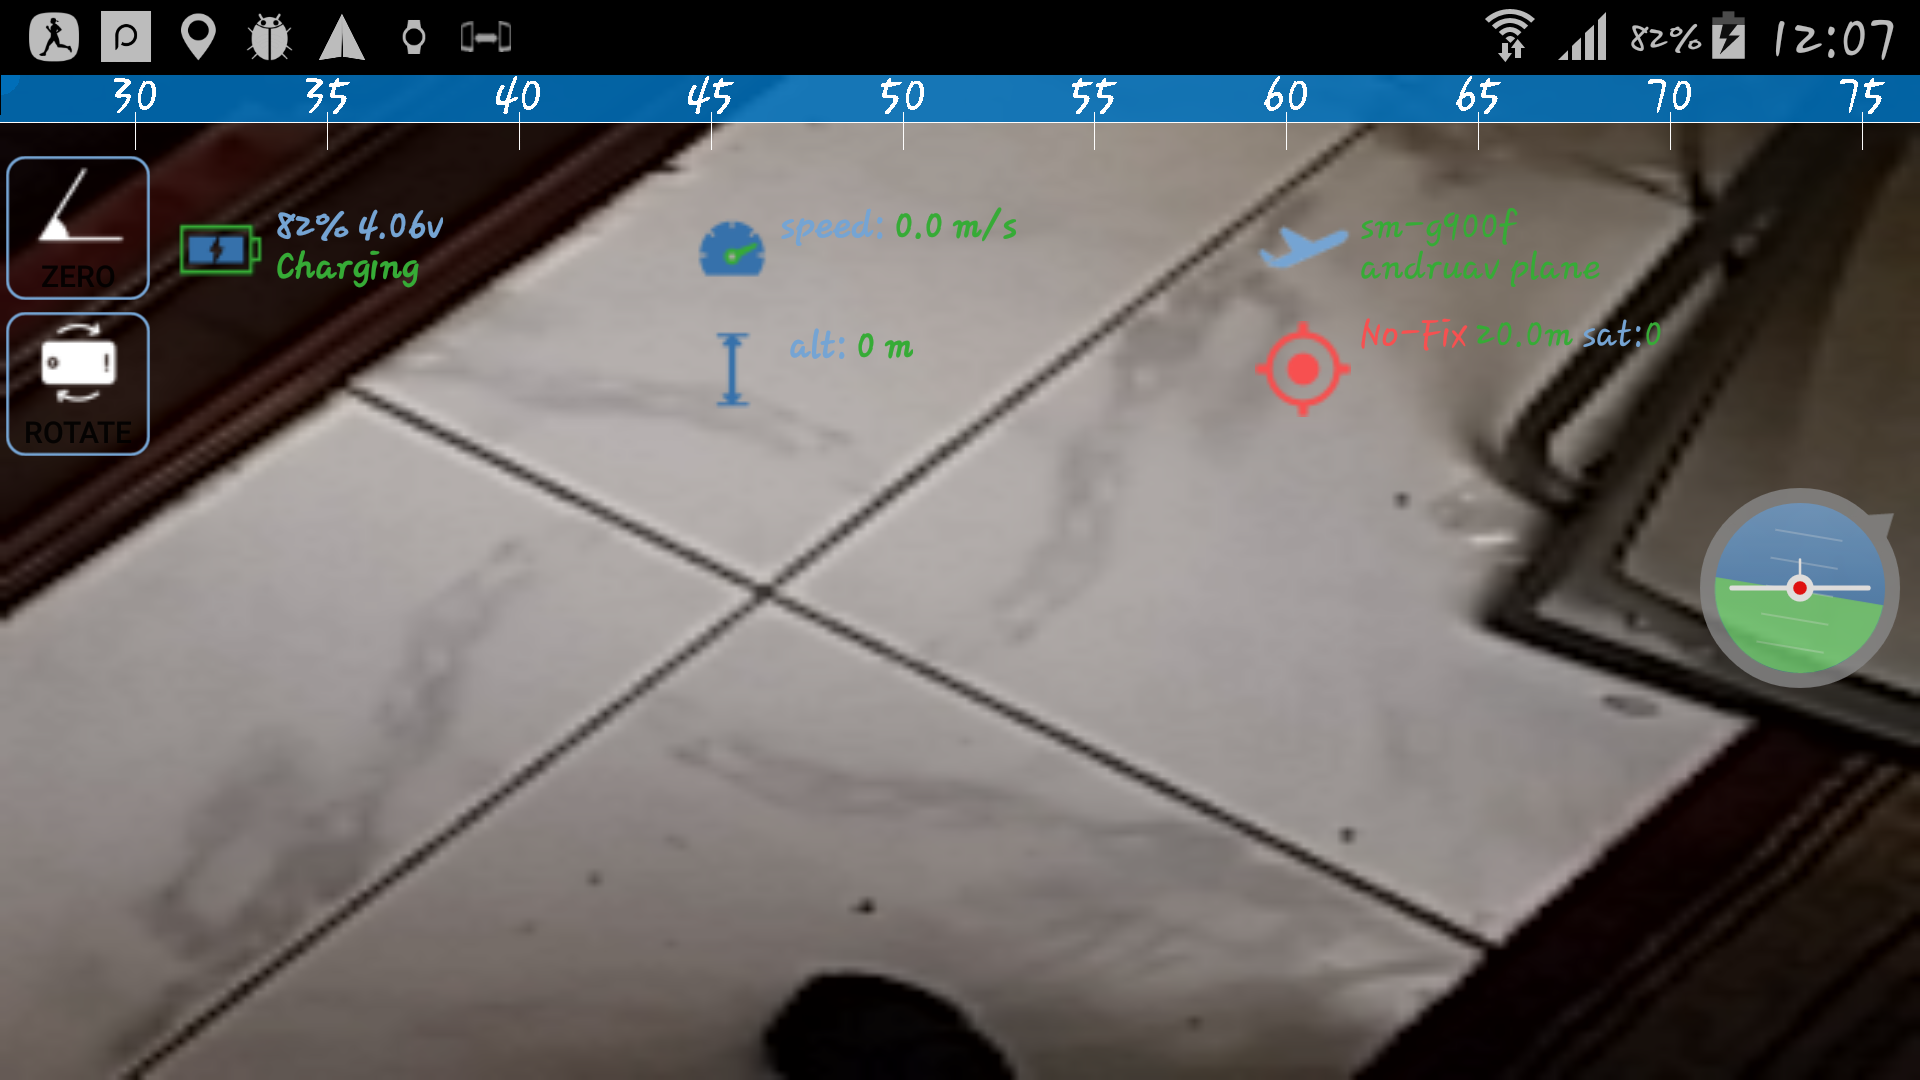 82% 12:07
30 35 40 45 50 55 60 65 70 75
ZERO
82% 4.06v
Charging
speed: 0.0 m/s
sm-g900f
andruav plane
ROTATE
alt: 0 m
No-Fix 20.0m sat:0